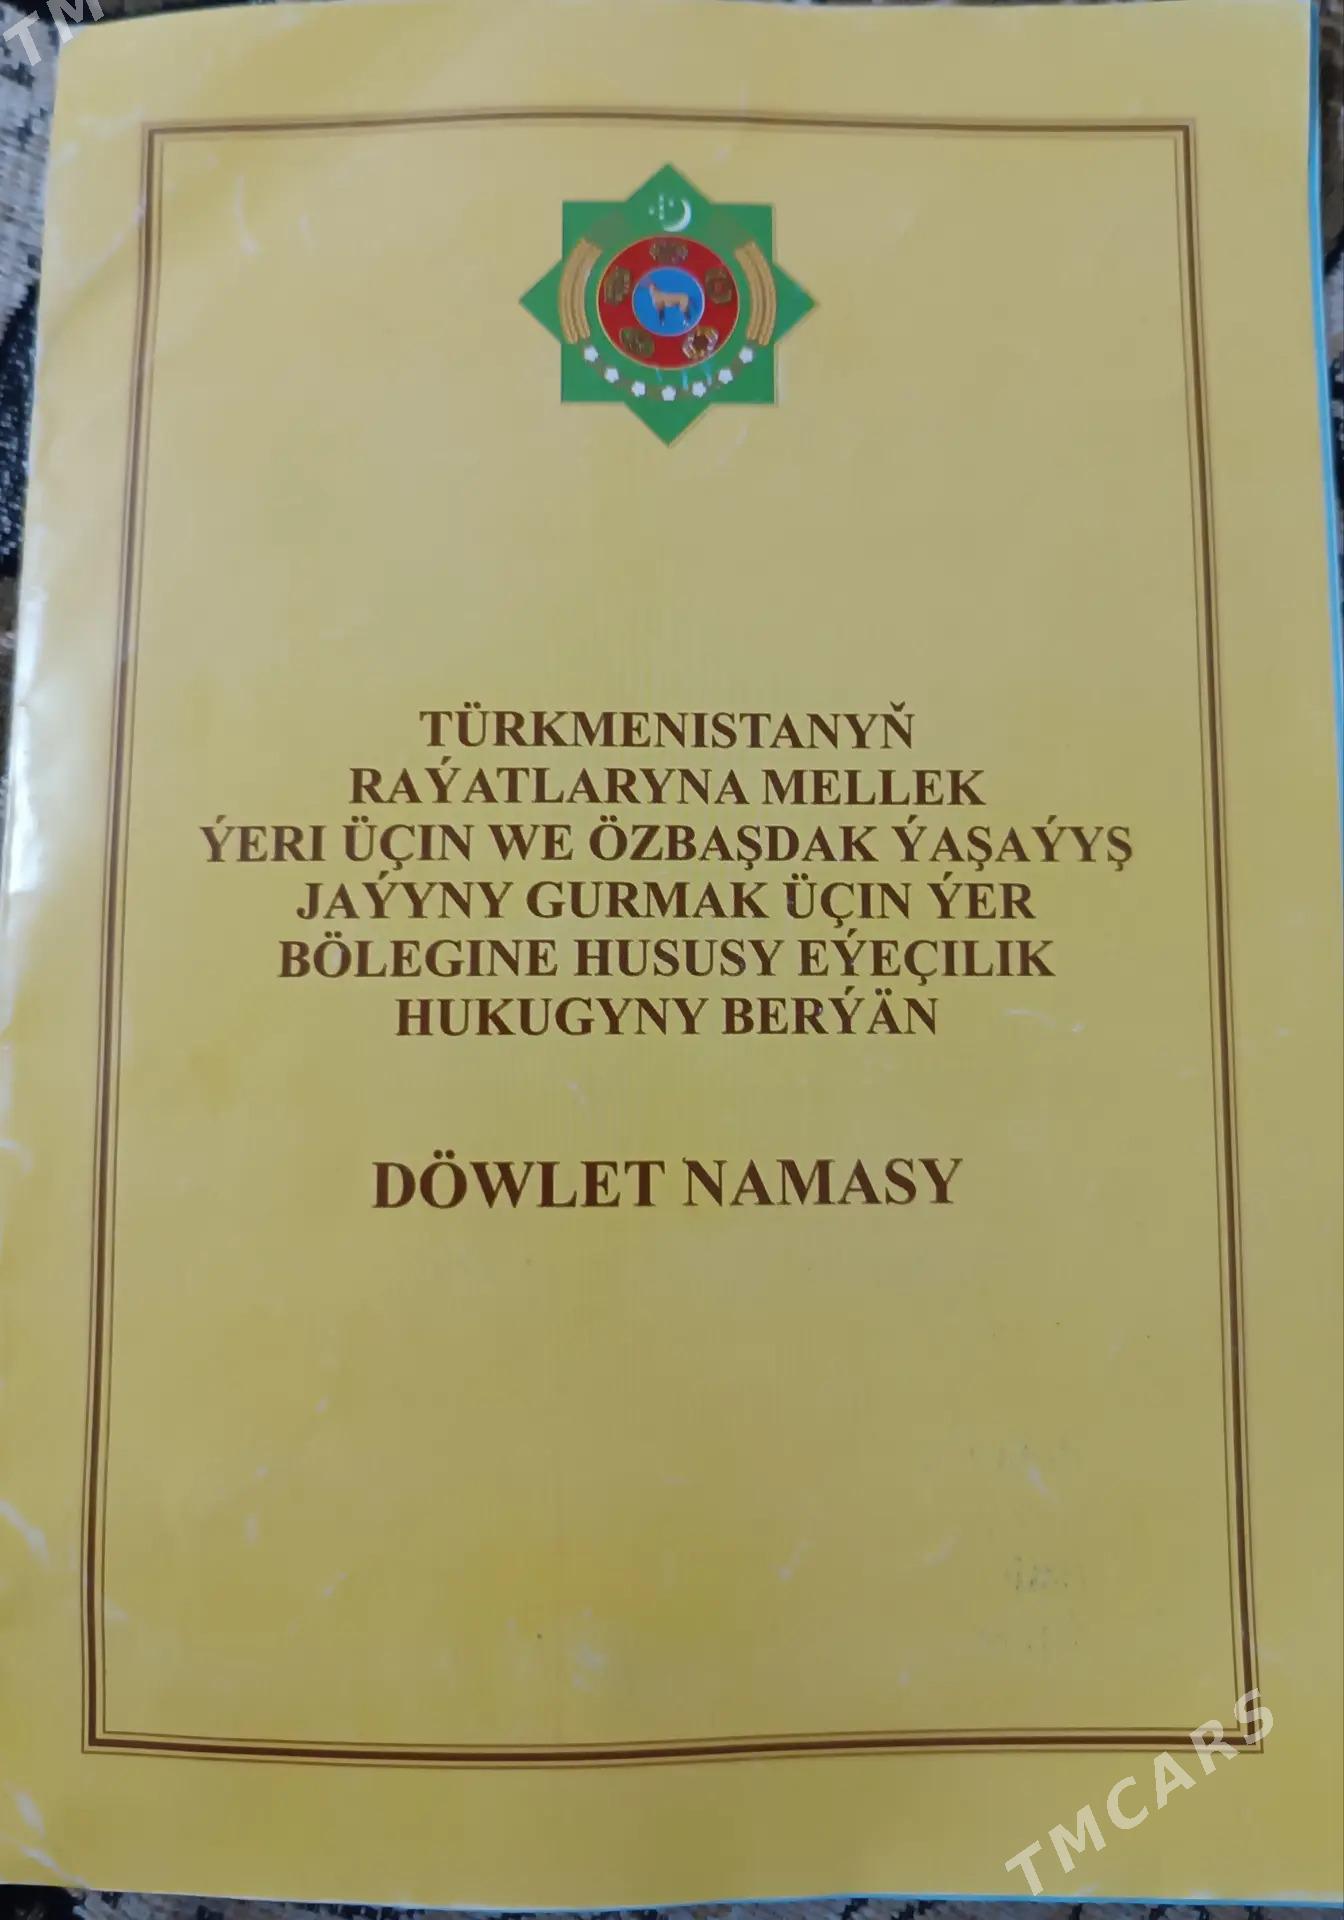 TM
TÜRKMENISTANYŇ
RAÝATLARYNA MELLEK
ÝERI ÜÇIN WE ÖZBAŞDAK ÝAŞAÝYŞ
JAÝYNY GURMAK ÜÇIN ÝER
BÖLEGINE HUSUSY EÝEÇILIK
HUKUGYNY BERÝÄN
DÖWLET NAMASY
TMCARS